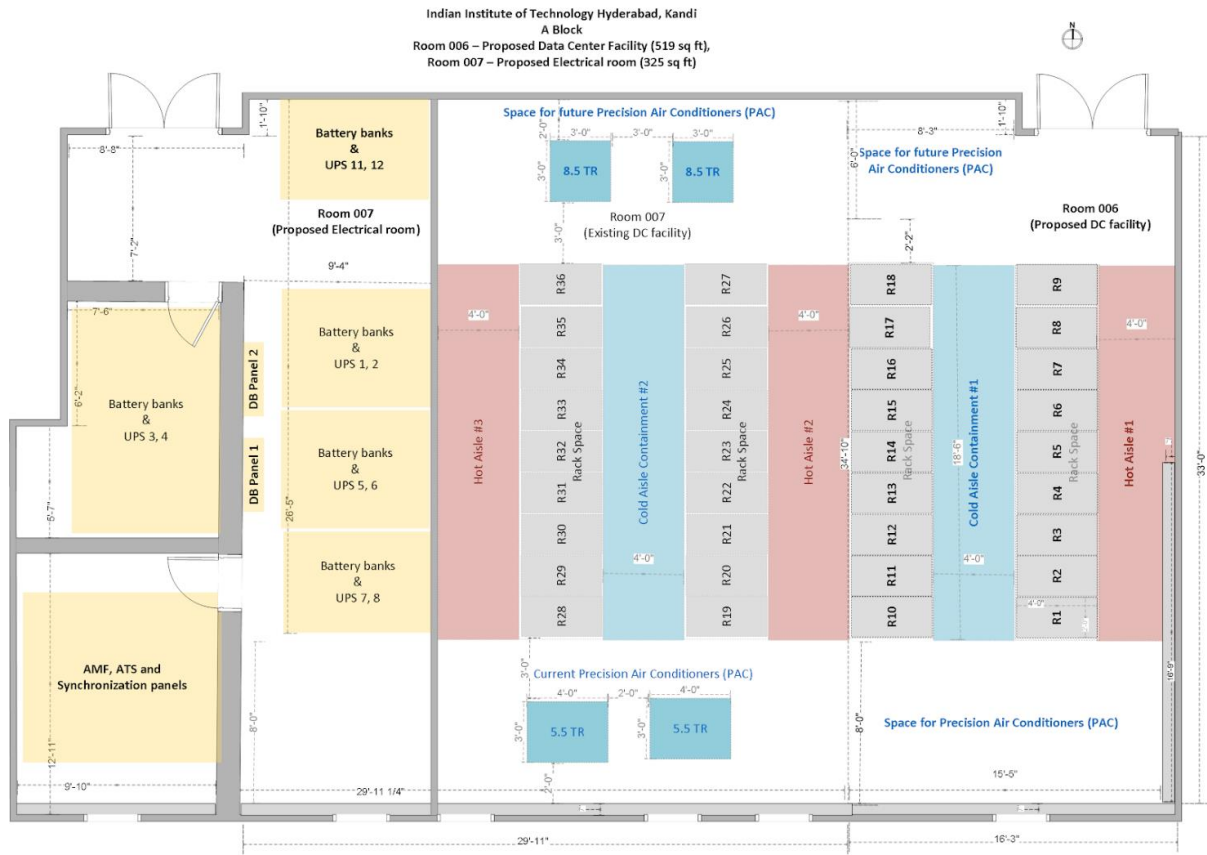 Indian Institute of Technology Hyderabad, Kandi
A Block
Room 006 – Proposed Data Center Facility (519 sq ft),
Room 007 – Proposed Electrical room (325 sq ft)
N
Space for future Precision Air Conditioners (PAC)
1'-10"
2'-0"
3'-0"
3'-0"
3'-0"
8'-3"
1'-10"
Battery banks
&
UPS 11, 12
8'-8"
3'-0"
8.5 TR
3'-0"
8.5 TR
6'-0"
Space for future Precision
Air Conditioners (PAC)
Room 007
(Proposed Electrical room)
Room 007
(Existing DC facility)
Room 006
(Proposed DC facility)
7'-2"
3'-0"
2'-2"
9'-4"
R36
R27
R18
R9
7'-6"
4'-0"
R35
R26
4'-0"
R17
R8
4'-0"
Battery banks
&
UPS 1, 2
R34
R25
R16
R7
DB Panel 2
6'-2"
Battery banks
&
UPS 3, 4
R33
R24
R15
R6
Hot Aisle #3
R32
Rack Space
Cold Aisle Containment #2
R23
Rack Space
Hot Aisle #2
34'-10"
R14
Rack Space
18'-6"
Cold Aisle Containment #1
R5
Rack Space
Hot Aisle #1
33'-0"
DB Panel 1
Battery banks
&
UPS 5, 6
5'-7"
26'-5"
R31
R22
R13
R4
R30
R21
R12
R3
Battery banks
&
UPS 7, 8
R29
4'-0"
R20
R11
4'-0"
R2
R28
R19
R10
4'-0"
R1
AMF, ATS and
Synchronization panels
3'-0"
Current Precision Air Conditioners (PAC)
4'-0"
2'-0"
4'-0"
16'-9"
8'-0"
3'-0"
5.5 TR
3'-0"
5.5 TR
8'-0"
Space for Precision Air Conditioners (PAC)
12'-11"
9'-10"
2'-0"
29'-11 1/4"
15'-5"
29'-11"
16'-3"